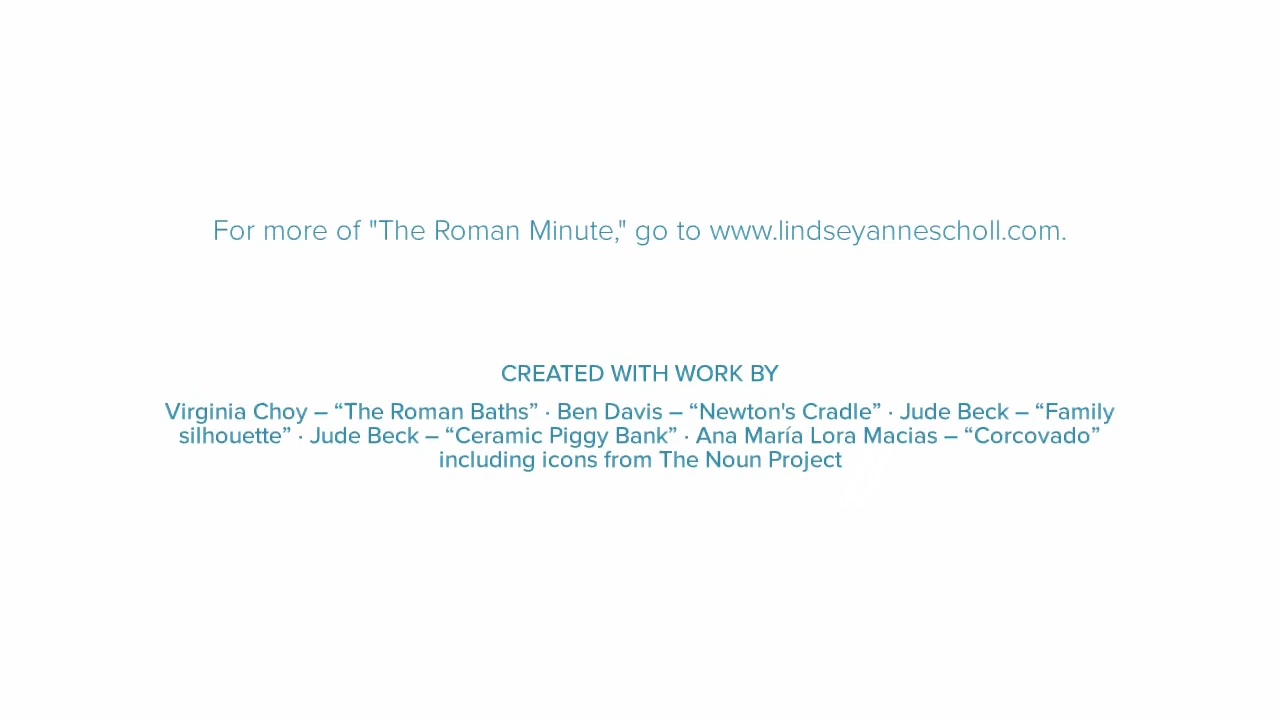 For more of "The Roman Minute," go to www.lindseyannescholl.com.
CREATED WITH WORK BY
Virginia Choy – “The Roman Baths” · Ben Davis – “Newton's Cradle” · Jude Beck – “Family
silhouette” · Jude Beck – “Ceramic Piggy Bank” · Ana María Lora Macias – “Corcovado”
including icons from The Noun Project